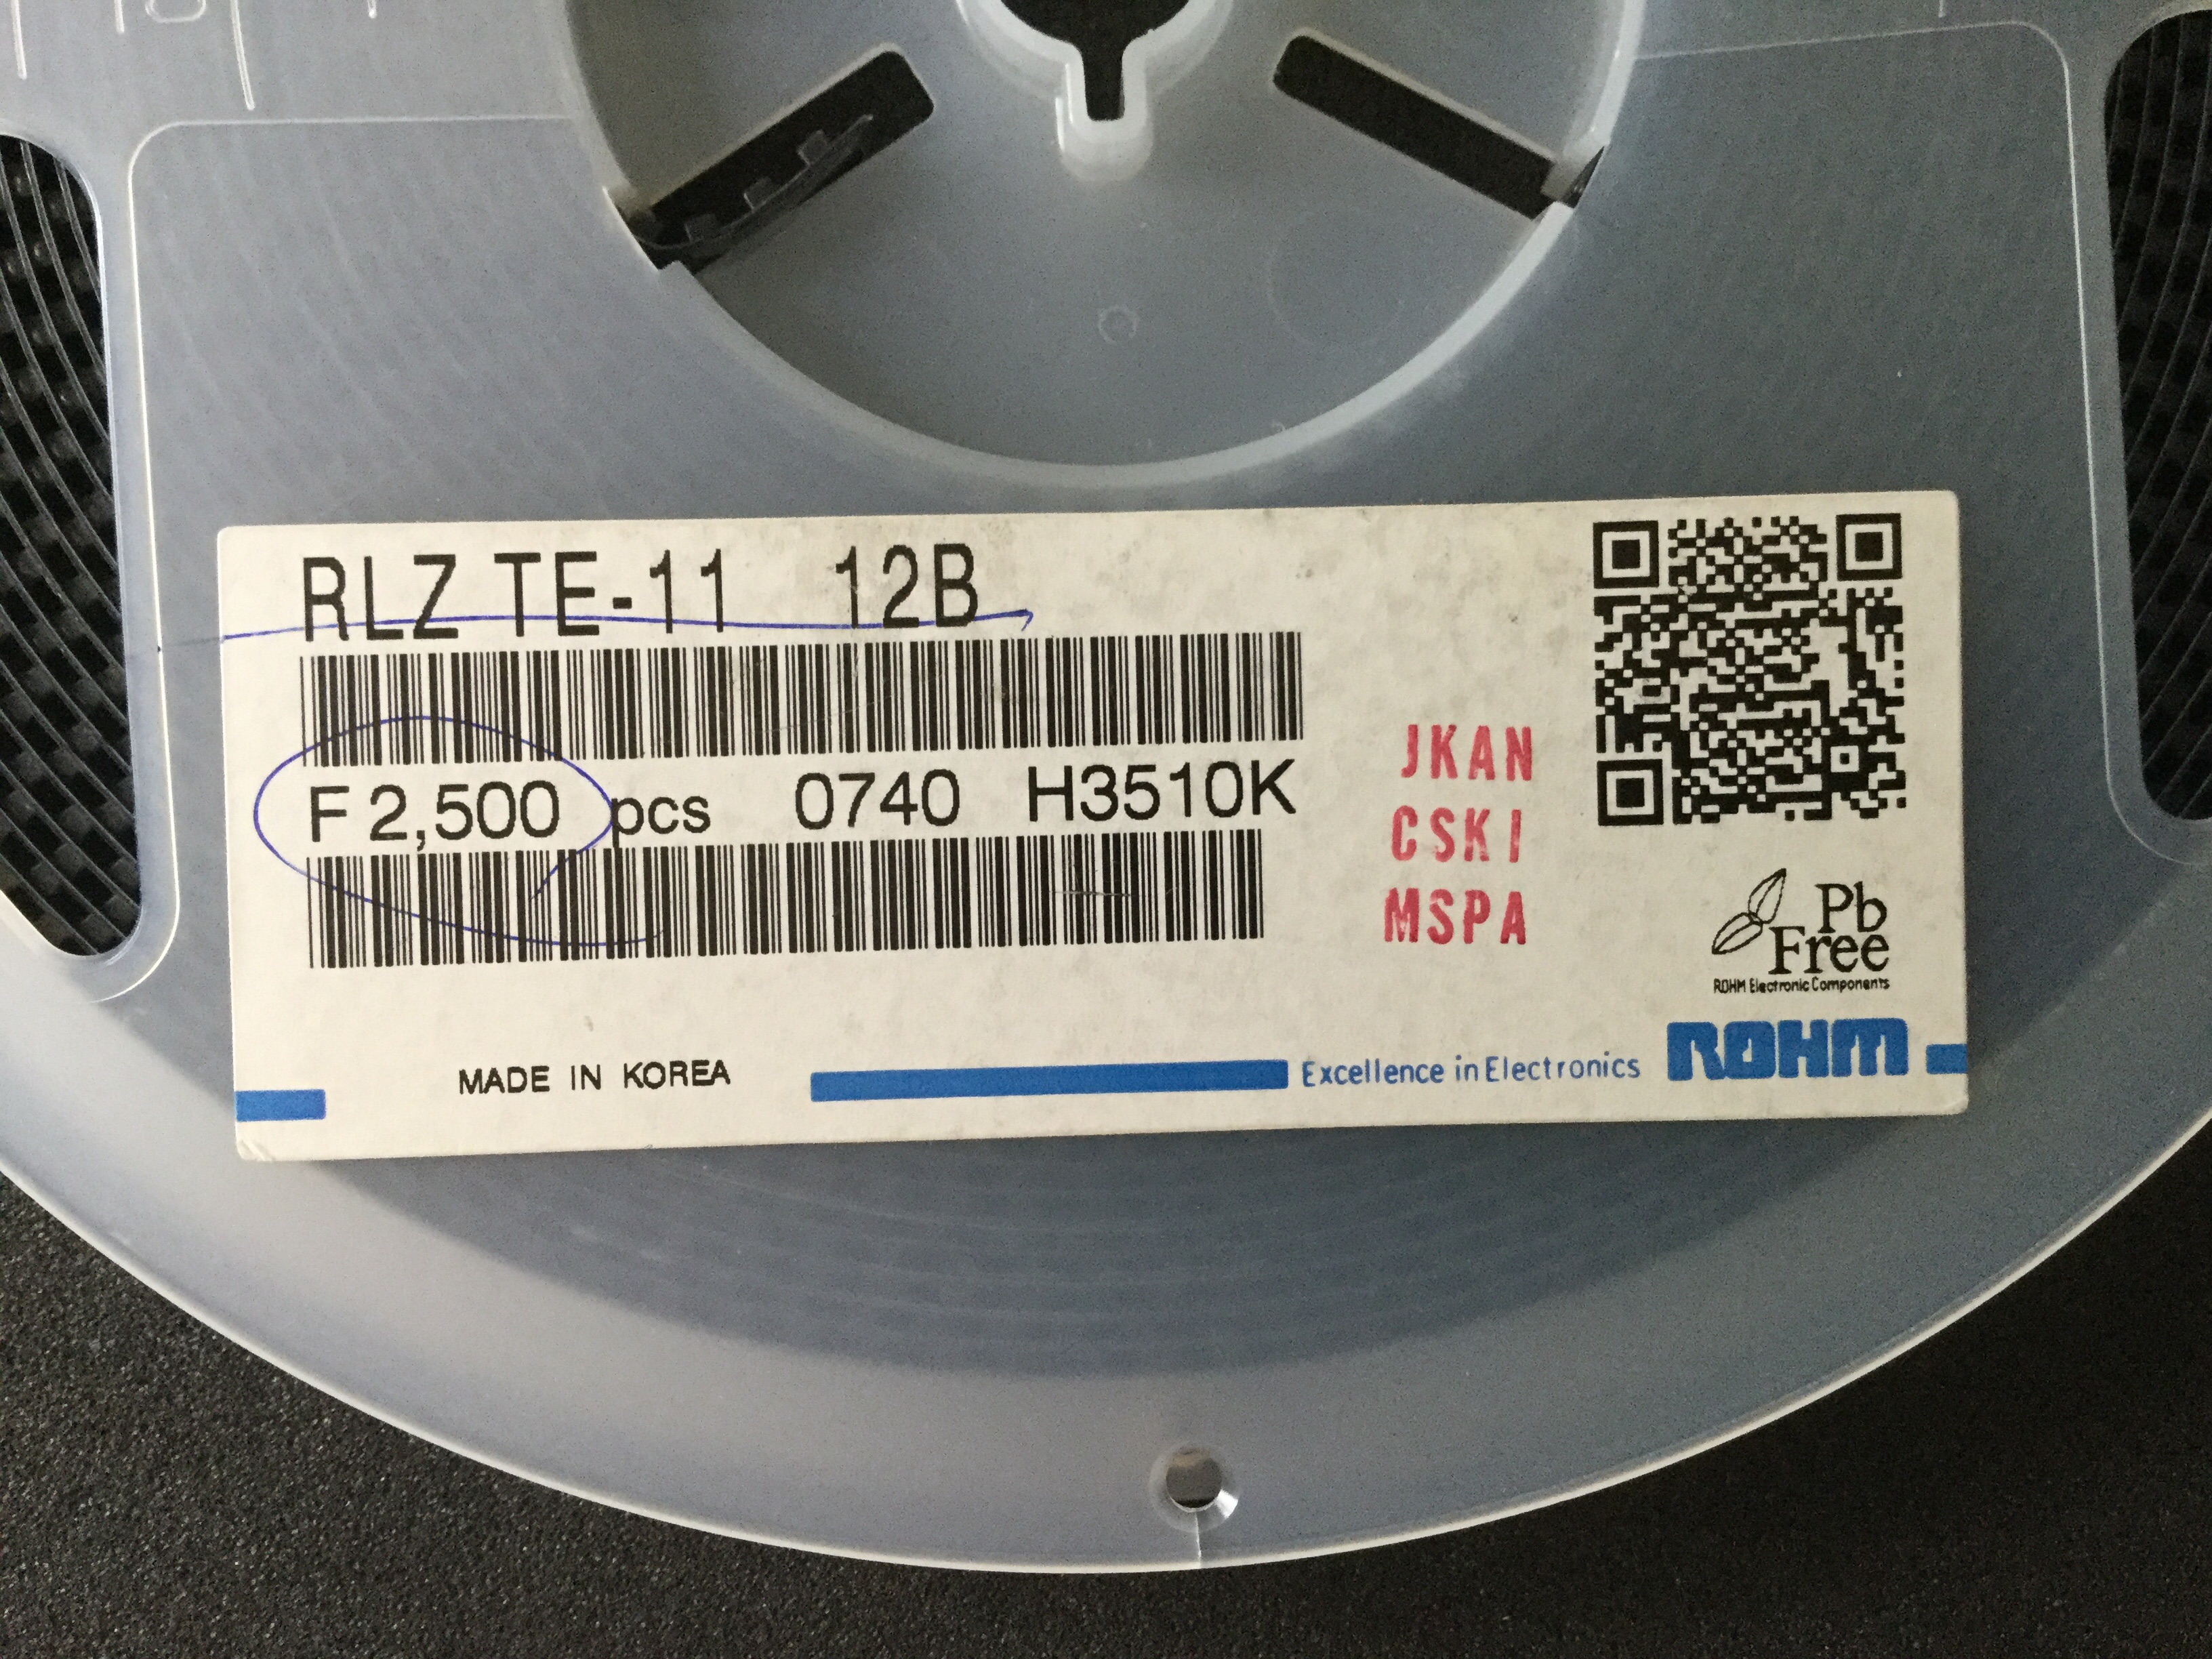 RLZ TE-11 12B
F 2,500 pcs 0740 H3510K
JKAN
CSKI
MSPA
Pb
Free
ROHM Electronic Components
MADE IN KOREA
Excellence in Electronics
ROHM